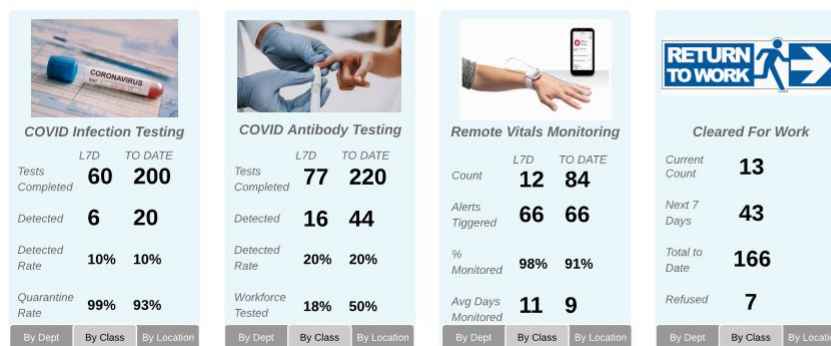 CORONAVIRUS
COVID Infection Testing
L7D TO DATE
Tests
Completed 60 200
Detected 6 20
Detected
Rate 10% 10%
Quarantine
Rate 99% 93%
By Dept By Class By Location
COVID Antibody Testing
L7D TO DATE
Tests
Completed 77 220
Detected 16 44
Detected
Rate 20% 20%
Workforce
Tested 18% 50%
By Dept By Class By Location
Remote Vitals Monitoring
L7D TO DATE
Count 12 84
Alerts
Tiggered 66 66
%
Monitored 98% 91%
Avg Days
Monitored 11 9
By Dept By Class By Location
RETURN
TO WORK
Cleared For Work
Current
Count 13
Next 7
Days 43
Total to
Date 166
Refused 7
By Dept By Class By Locatio